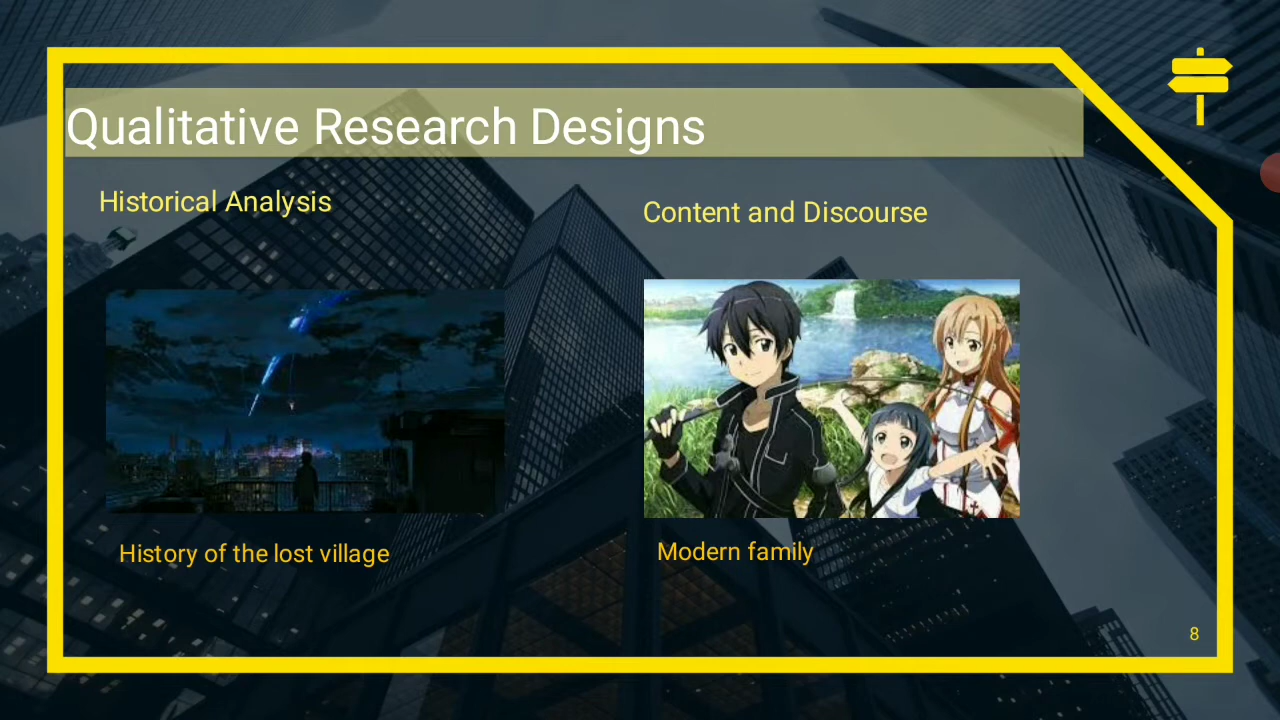 Qualitative Research Designs
Historical Analysis
Content and Discourse
History of the lost village
Modern family
8